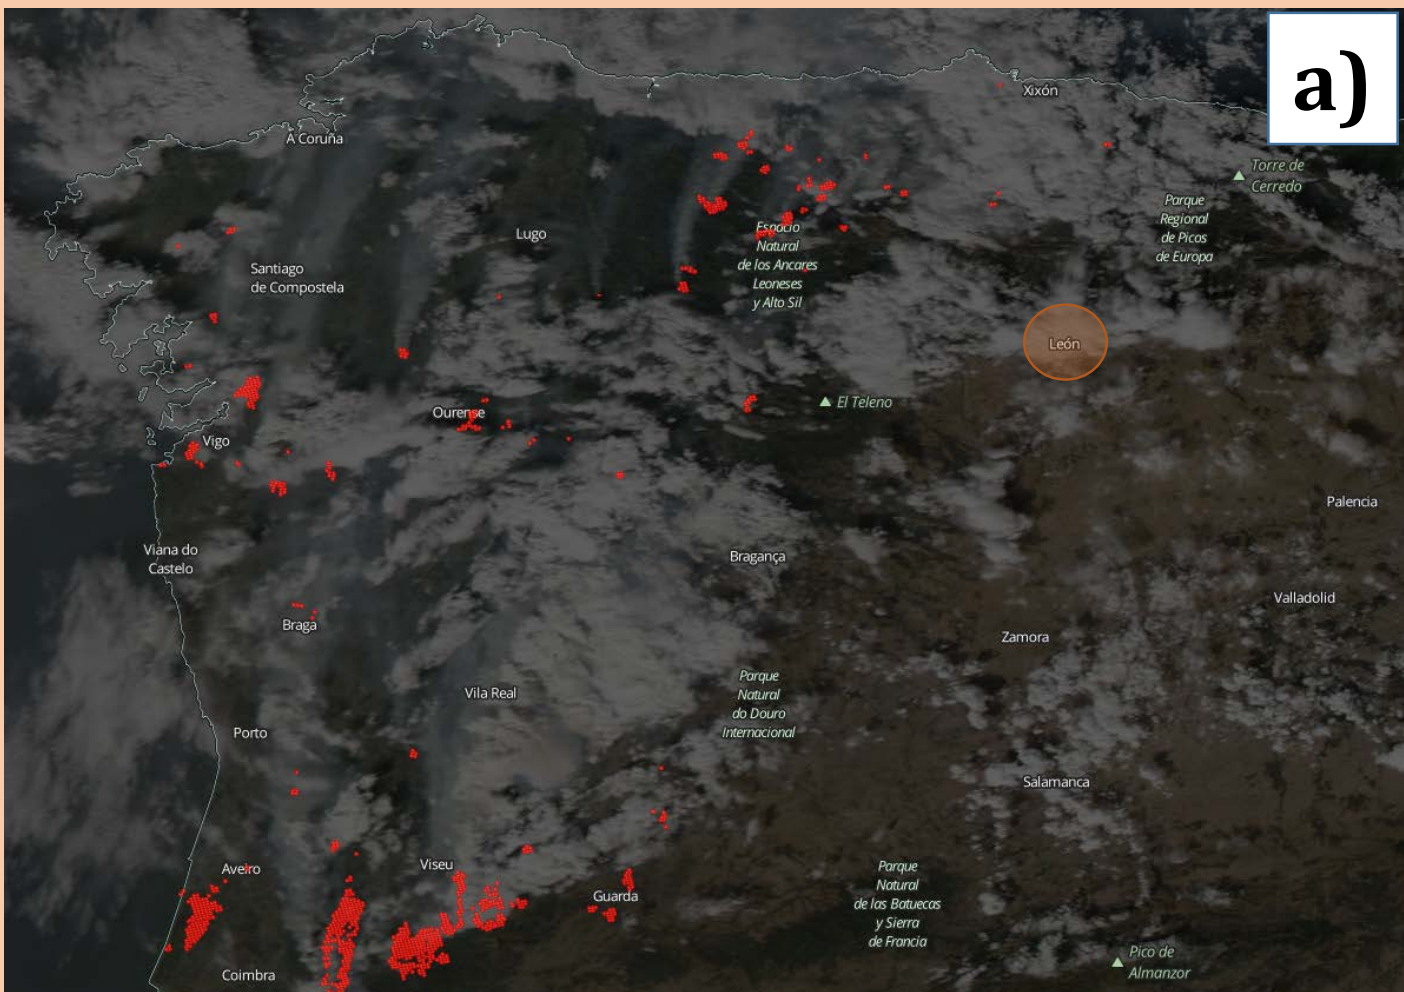 a)
Xixón
A Coruña
Torre de
Cerredo
Parque
Regional
de Picos
de Europa
Lugo
Espacio
Natural
de los Ancares
Leoneses
y Alto Sil
Santiago
de Compostela
León
El Teleno
Ourense
Vigo
Palencia
Viana do
Castelo
Bragança
Valladolid
Braga
Zamora
Vila Real
Parque
Natural
do Douro
Internacional
Porto
Salamanca
Aveiro
Viseu
Guarda
Parque
Natural
de las Batuecas
y Sierra
de Francia
Pico de
Almanzor
Coimbra